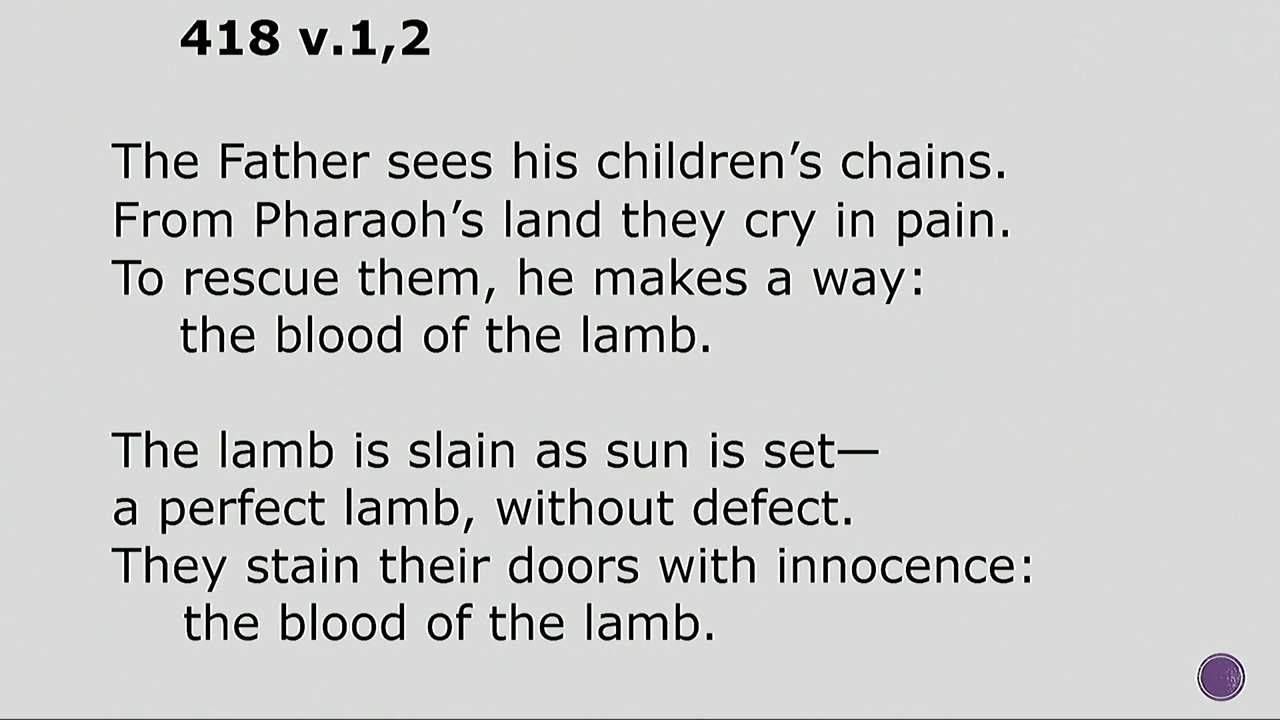 418 v.1,2
The Father sees his children’s chains.
From Pharaoh’s land they cry in pain.
To rescue them, he makes a way:
the blood of the lamb.
The lamb is slain as sun is set—
a perfect lamb, without defect.
They stain their doors with innocence:
the blood of the lamb.